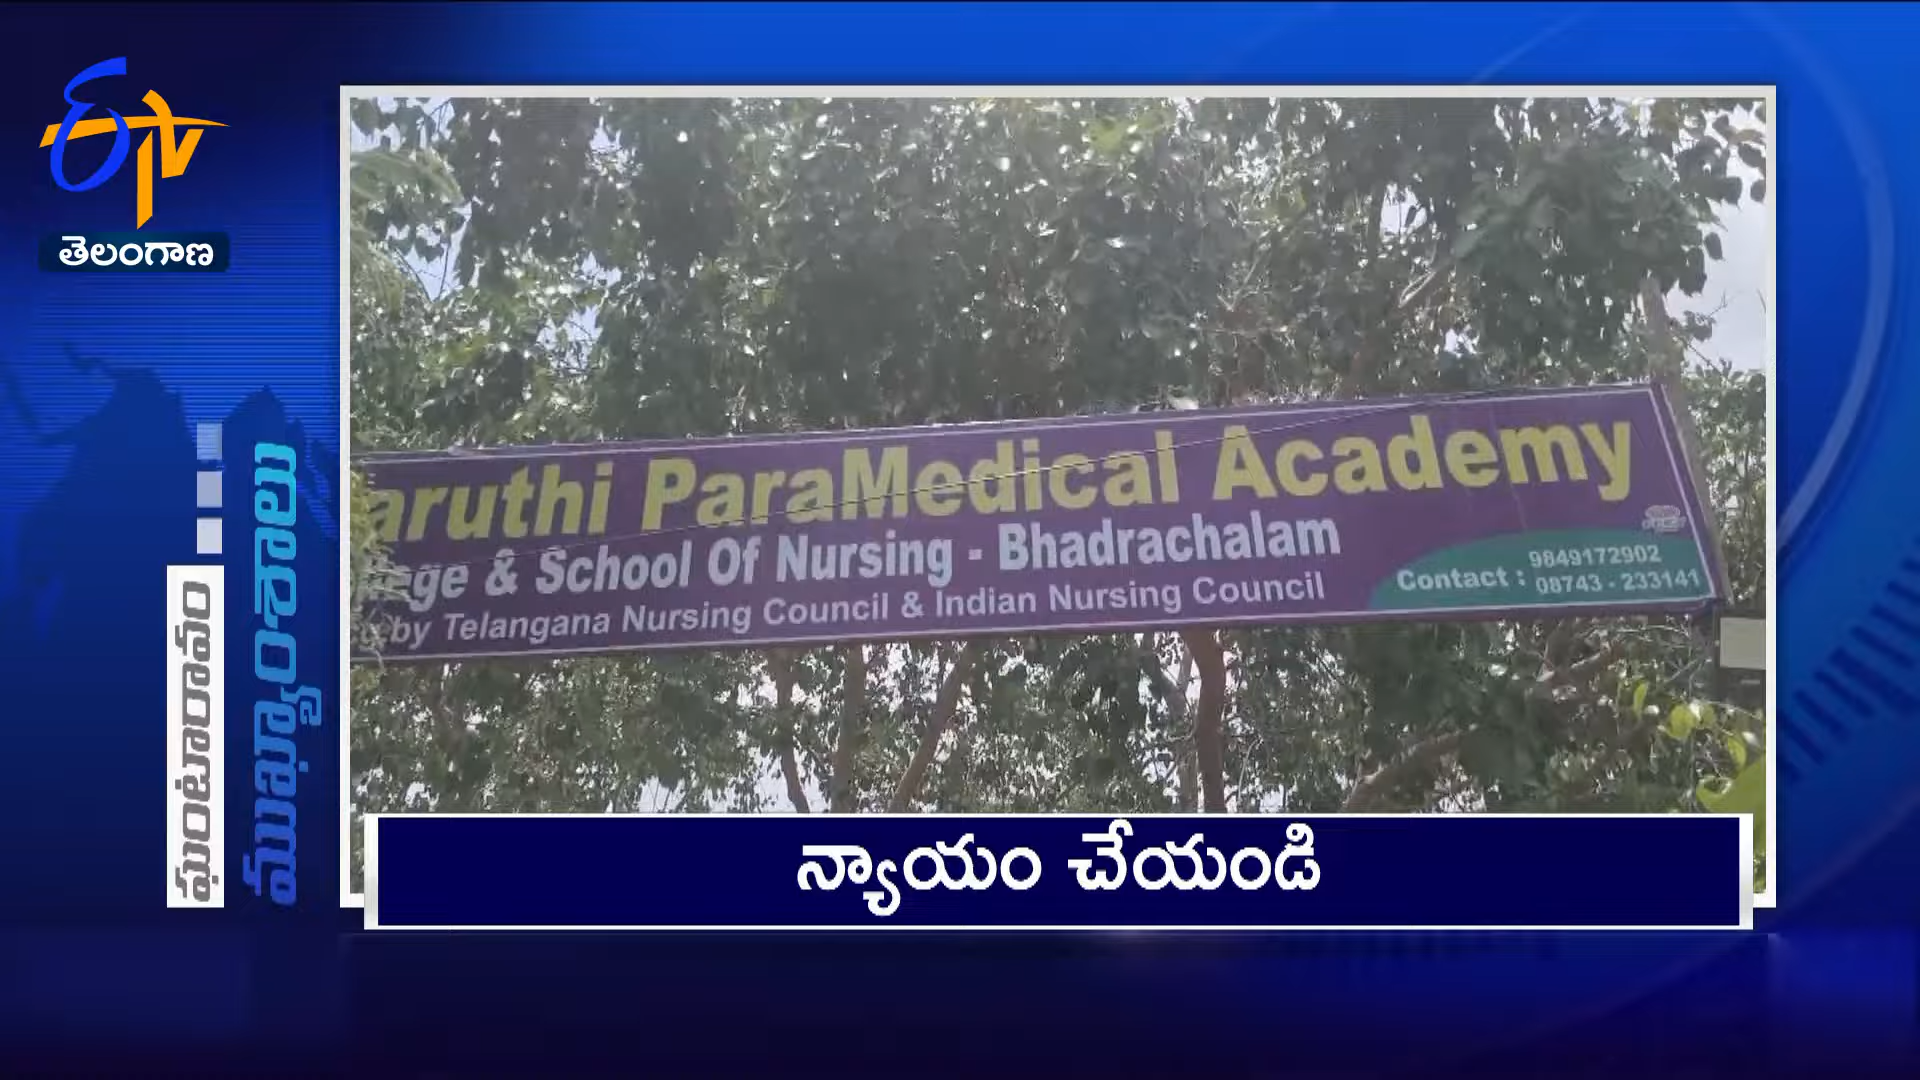 ETV
తెలంగాణ
ముఖ్యాంశాలు
aruthi ParaMedical Academy
ege & School Of Nursing - Bhadrachalam
by Telangana Nursing Council & Indian Nursing Council
Contact : 9849172902
08743 - 233141
న్యాయం చేయండి